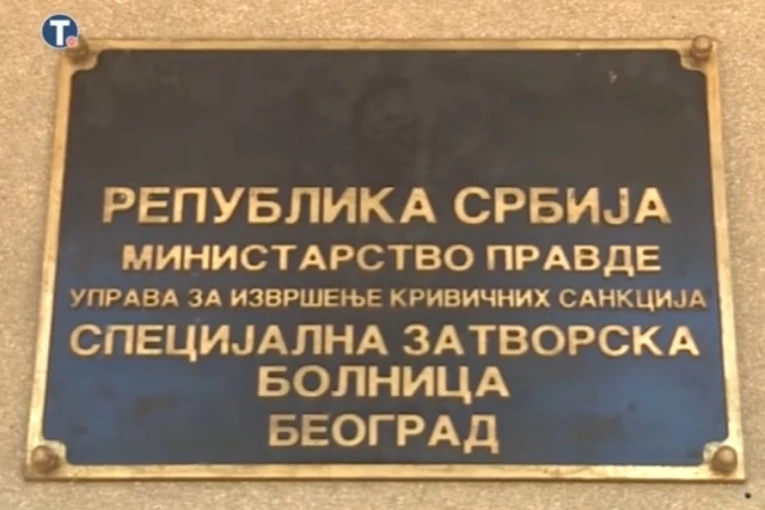 T.
РЕПУБЛИКА СРБИЈА
МИНИСТАРСТВО ПРАВДЕ
УПРАВА ЗА ИЗВРШЕЊЕ КРИВИЧНИХ САНКЦИЈА
СПЕЦИЈАЛНА ЗАТВОРСКА
БОЛНИЦА
БЕОГРАД